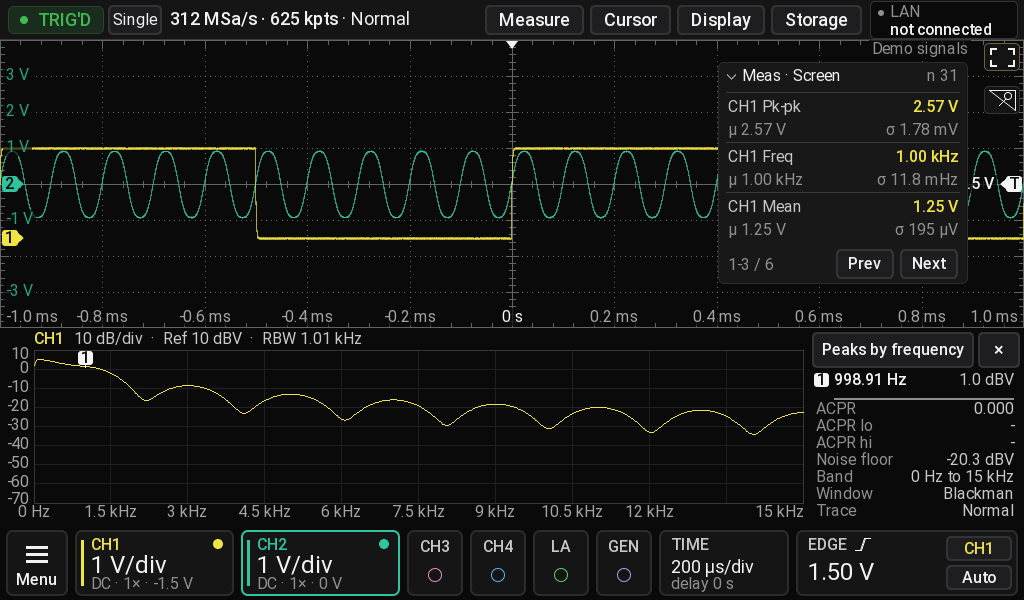 TRIG'D Single 312 MSa/s · 625 kpts · Normal Measure Cursor Display Storage LAN
not connected
Demo signals
3 V
2 V
1 V
-1 V
-3 V
2
1
Meas · Screen n 31
CH1 Pk-pk 2.57 V
μ 2.57 V σ 1.78 mV
CH1 Freq 1.00 kHz
μ 1.00 kHz σ 11.8 mHz
CH1 Mean 1.25 V
μ 1.25 V σ 195 μV
1-3 / 6 Prev Next
.5 V T
-1.0 ms -0.8 ms -0.6 ms -0.4 ms -0.2 ms 0 s 0.2 ms 0.4 ms 0.6 ms 0.8 ms 1.0 ms
CH1 10 dB/div · Ref 10 dBV · RBW 1.01 kHz
1
10
0
-10
-20
-30
-40
-50
-60
-70
0 Hz 1.5 kHz 3 kHz 4.5 kHz 6 kHz 7.5 kHz 9 kHz 10.5 kHz 12 kHz 15 kHz
Peaks by frequency ×
1 998.91 Hz 1.0 dBV
ACPR 0.000
ACPR lo -
ACPR hi -
Noise floor -20.3 dBV
Band 0 Hz to 15 kHz
Window Blackman
Trace Normal
Menu
CH1
1 V/div
DC · 1× · -1.5 V
CH2
1 V/div
DC · 1× · 0 V
CH3
CH4
LA
GEN
TIME
200 μs/div
delay 0 s
EDGE
1.50 V
CH1
Auto